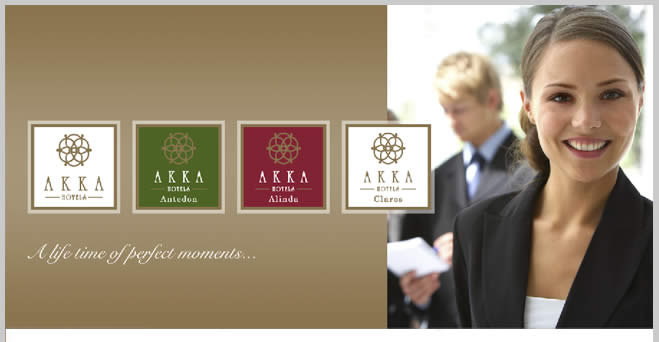 AKKA
HOTELS
AKKA
HOTELS
Antedon
AKKA
HOTELS
Alinda
AKKA
HOTELS
Claros
A life time of perfect moments...